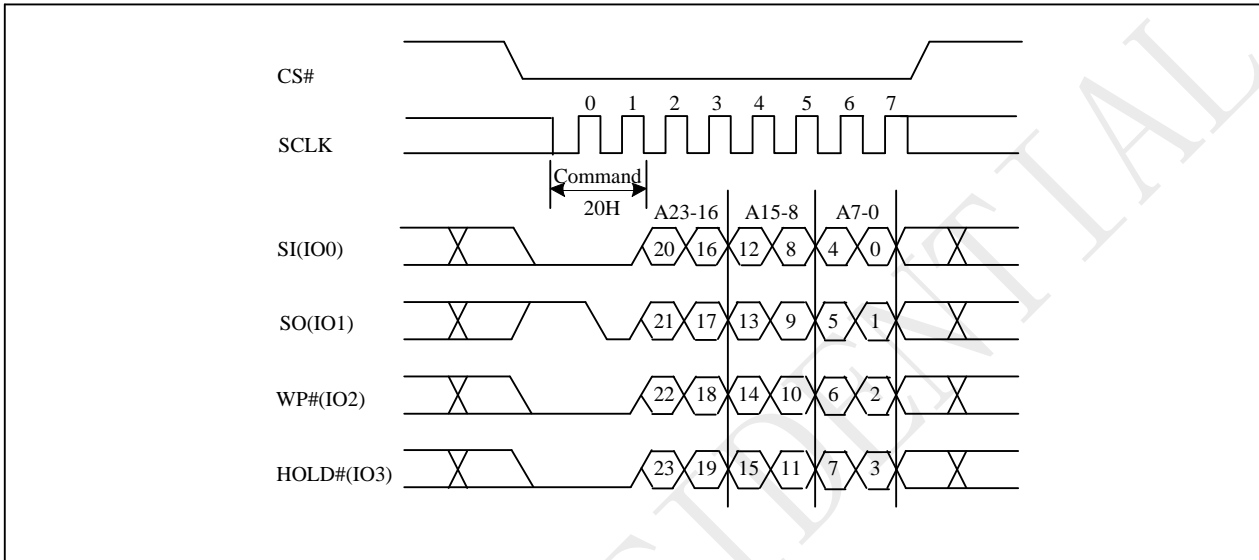 CS#
0 1 2 3 4 5 6 7
SCLK
Command
20H
A23-16 A15-8 A7-0
SI(IO0) 20 16 12 8 4 0
SO(IO1) 21 17 13 9 5 1
WP#(IO2) 22 18 14 10 6 2
HOLD#(IO3) 23 19 15 11 7 3